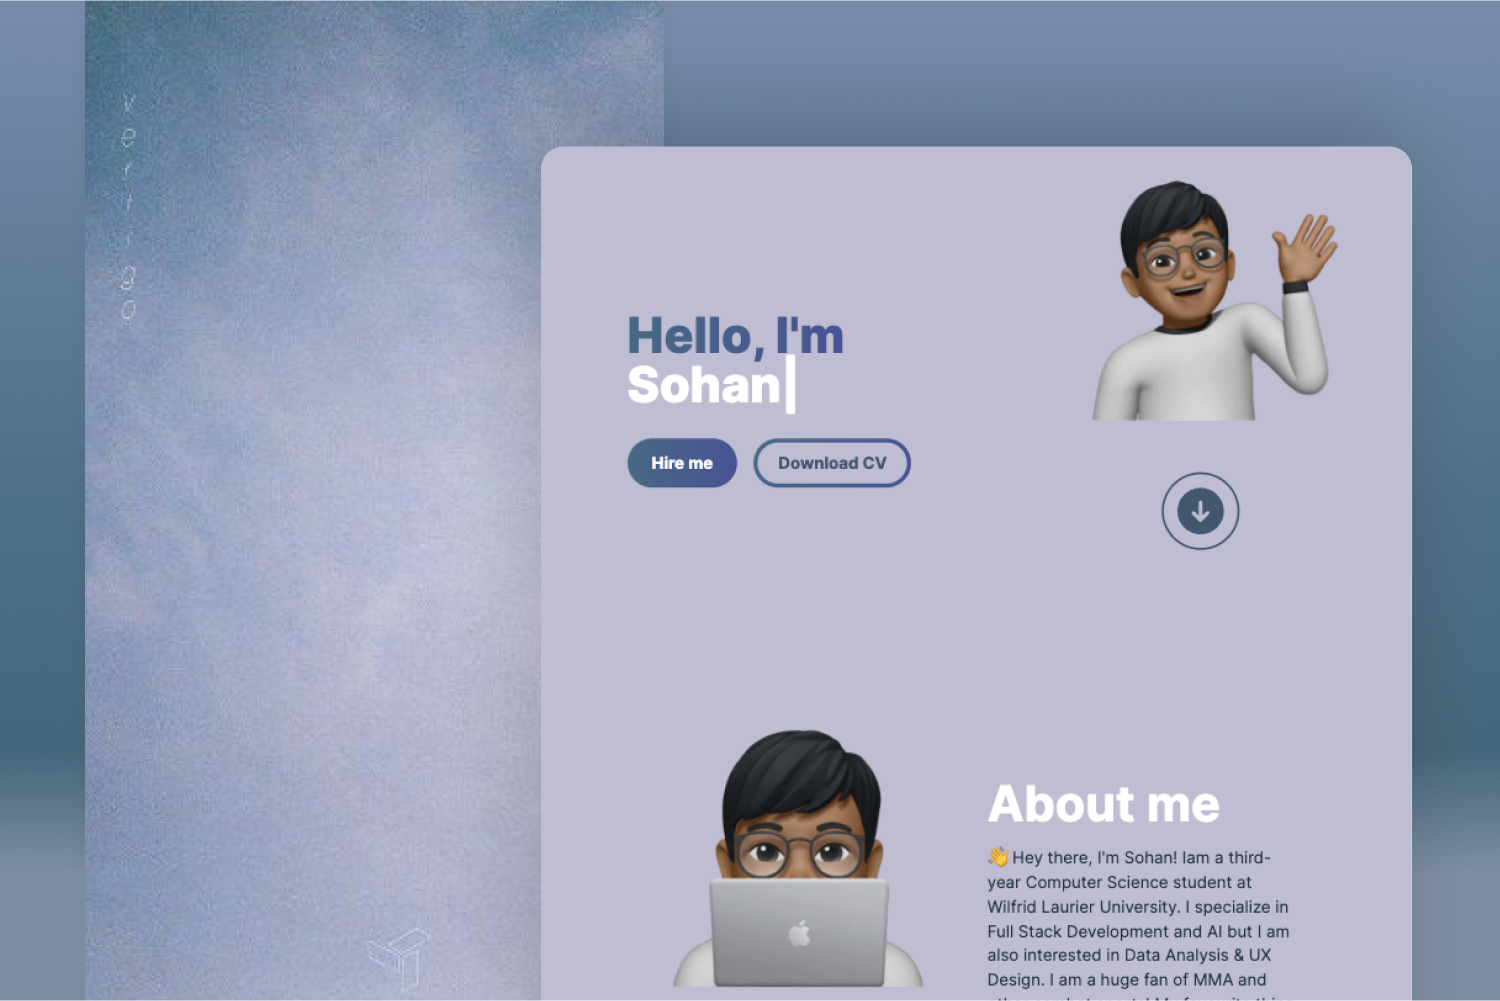 Vertigo
Hello, I'm
Sohan
Hire me
Download CV
About me
👋 Hey there, I'm Sohan! Iam a third-
year Computer Science student at
Wilfrid Laurier University. I specialize in
Full Stack Development and AI but I am
also interested in Data Analysis & UX
Design. I am a huge fan of MMA and